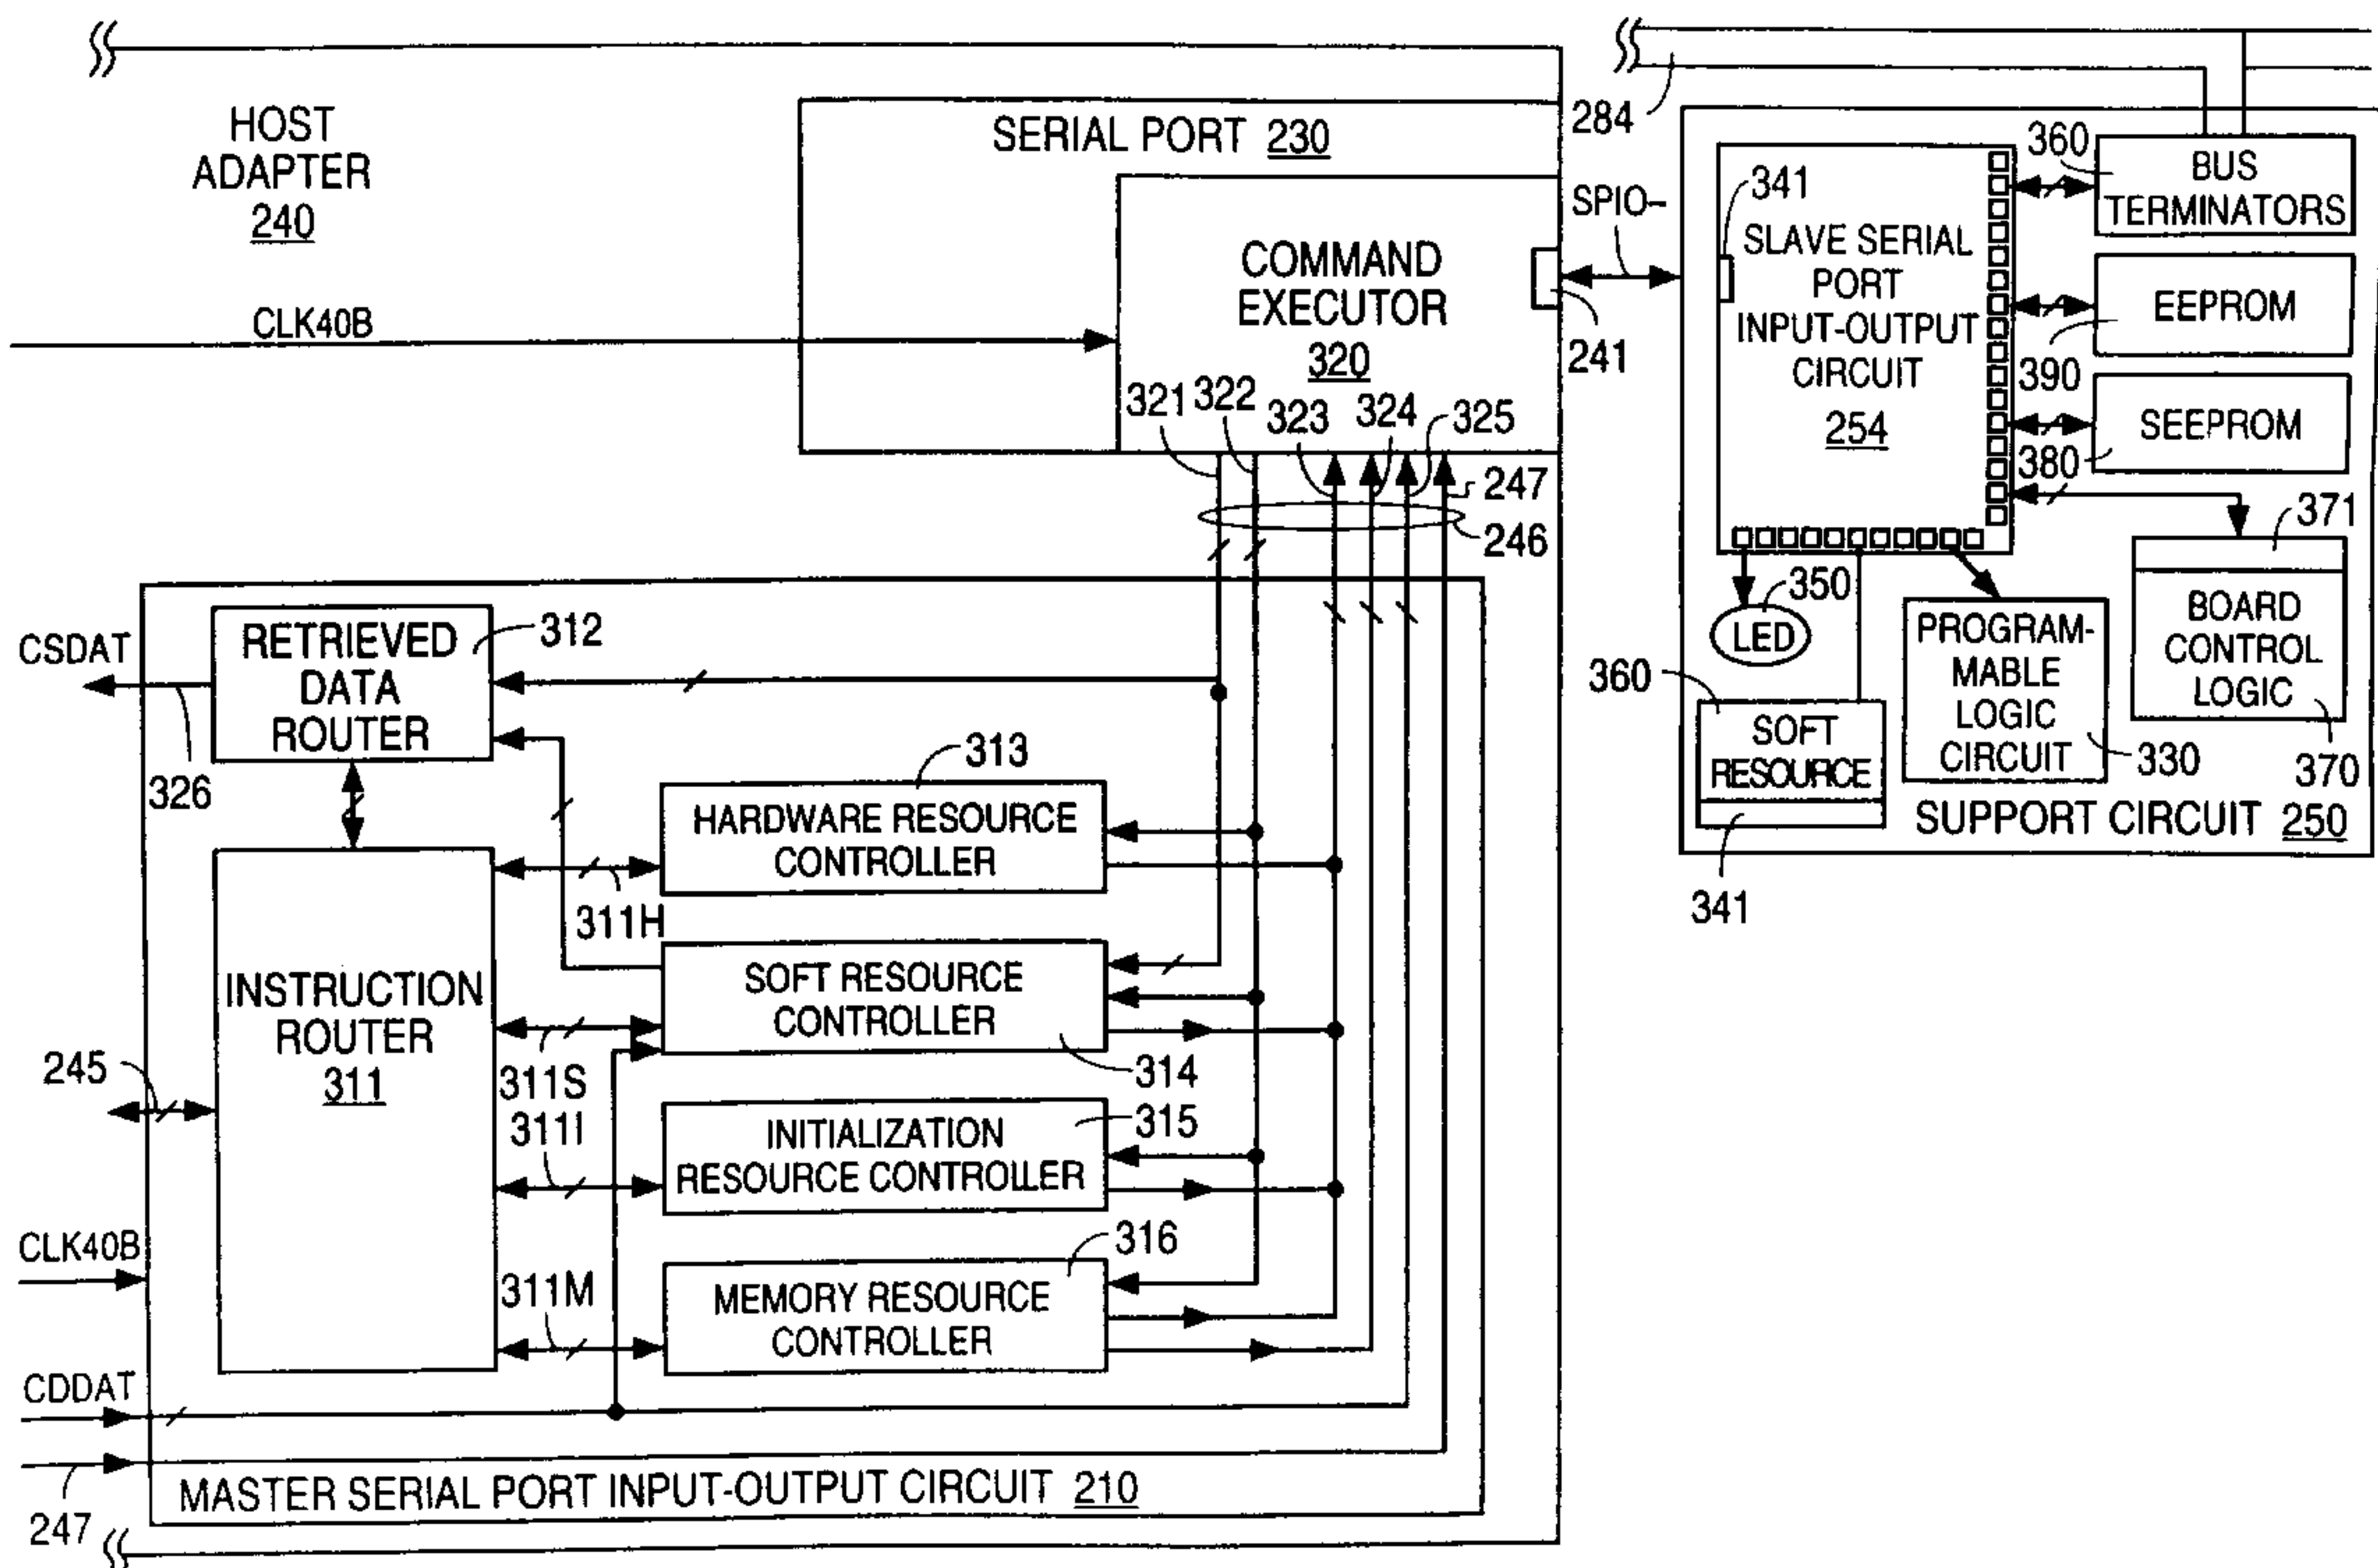 HOST
ADAPTER
240
SERIAL PORT 230
284
COMMAND
EXECUTOR
320
CLK40B
SPIO-
241
321
322
323
324
325
247
246
341
SLAVE SERIAL
PORT
INPUT-OUTPUT
CIRCUIT
254
360
BUS
TERMINATORS
390
EEPROM
380
SEEPROM
371
BOARD
CONTROL
LOGIC
370
350
LED
360
SOFT
RESOURCE
341
PROGRAM-
MABLE
LOGIC
CIRCUIT
330
SUPPORT CIRCUIT 250
CSDAT
326
RETRIEVED
DATA
ROUTER
312
313
HARDWARE RESOURCE
CONTROLLER
311H
INSTRUCTION
ROUTER
311
SOFT RESOURCE
CONTROLLER
314
311S
245
311I
INITIALIZATION
RESOURCE CONTROLLER
315
CLK40B
311M
MEMORY RESOURCE
CONTROLLER
316
CDDAT
247
MASTER SERIAL PORT INPUT-OUTPUT CIRCUIT 210